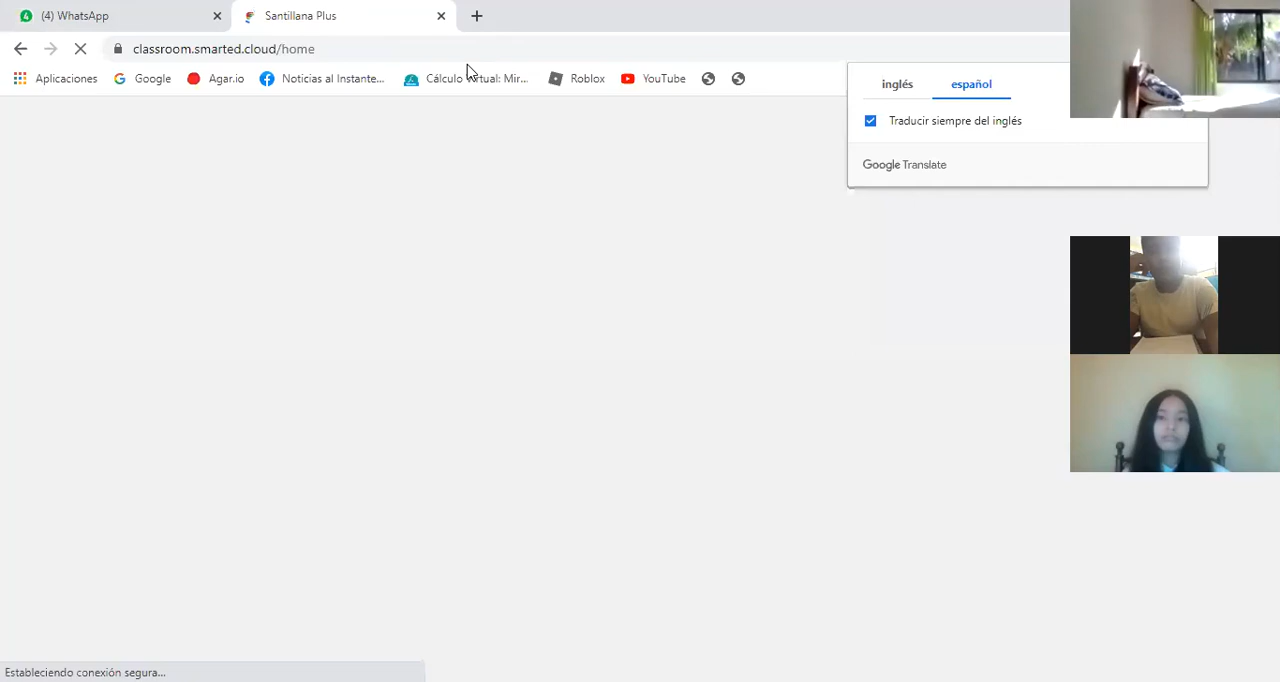 4 (4) WhatsApp
Santillana Plus
classroom.smarted.cloud/home
Aplicaciones Google Agar.io Noticias al Instante... Cálculo Virtual: Mir... Roblox YouTube
inglés español
Traducir siempre del inglés
Google Translate
Estableciendo conexión segura...